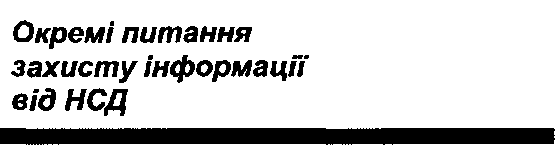 Окремі питання
захисту інформації
від НСД